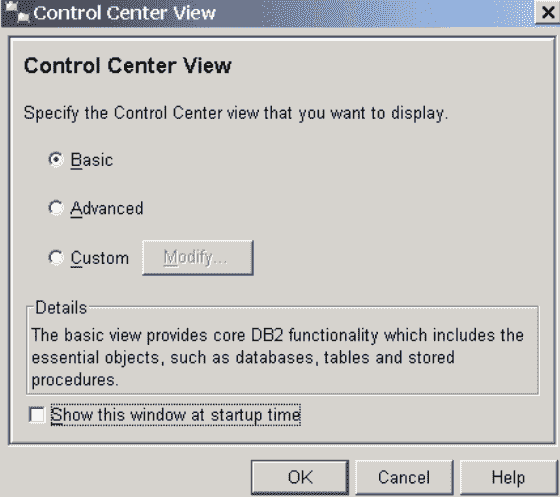 Control Center View
Control Center View
Specify the Control Center view that you want to display.
Basic
Advanced
Custom Modify...
Details
The basic view provides core DB2 functionality which includes the
essential objects, such as databases, tables and stored
procedures.
Show this window at startup time
OK Cancel Help